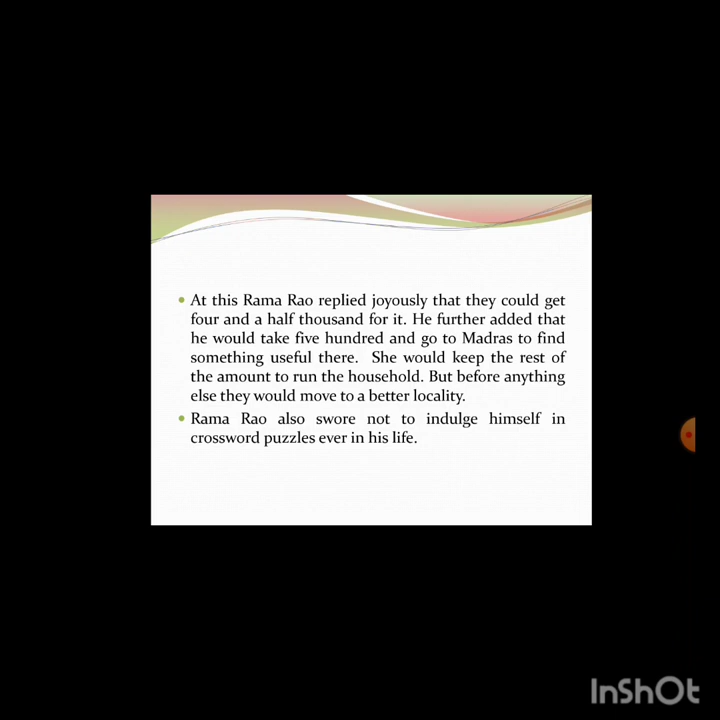 At this Rama Rao replied joyously that they could get
four and a half thousand for it. He further added that
he would take five hundred and go to Madras to find
something useful there. She would keep the rest of
the amount to run the household. But before anything
else they would move to a better locality.
Rama Rao also swore not to indulge himself in
crossword puzzles ever in his life.
InShOt